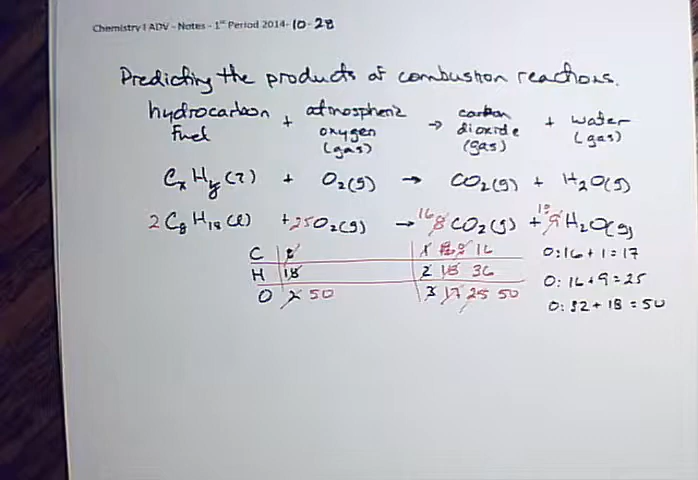 Chemistry I ADV - Notes - 1st Period 2014-10-28
Predicting the products of combustion reactions.
hydrocarbon fuel + atmospheric oxygen (gas) → carbon dioxide (gas) + water (gas)
CxHy(?) + O2(g) → CO2(g) + H2O(g)
2 C8H18(l) + 25 O2(g) → 16 8 CO2(g) + 18 9 H2O(g)
C 8 1 8 16 O: 16 + 1 = 17
H 18 2 18 36 O: 16 + 9 = 25
O 2 50 3 17 25 50 O: 32 + 18 = 50